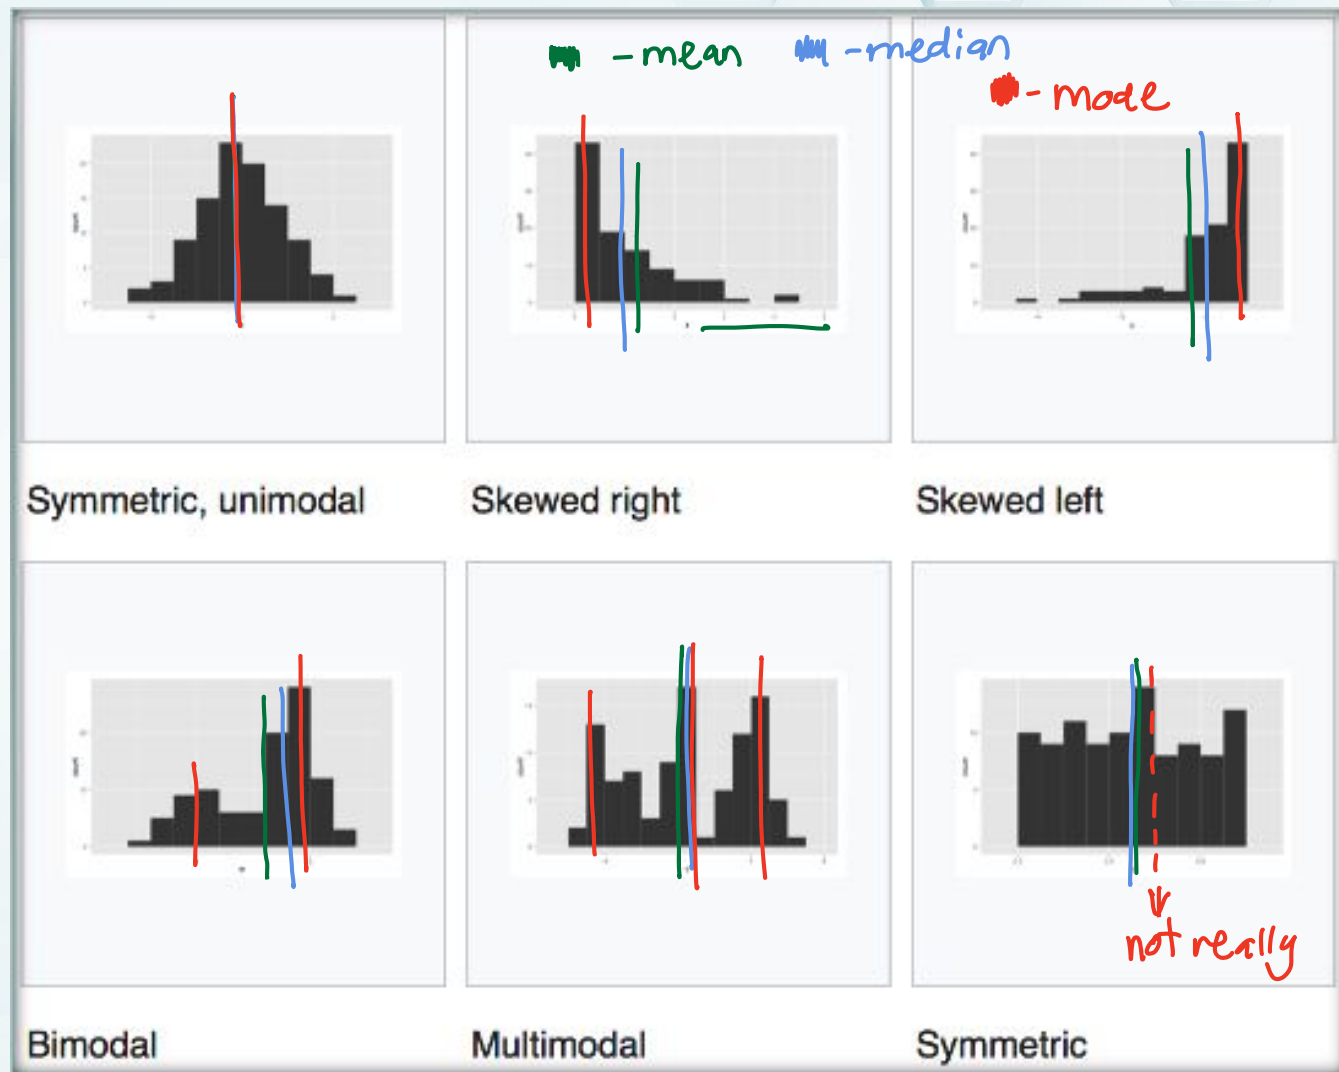 - mean - median
- mode
Symmetric, unimodal
Skewed right
Skewed left
not really
Bimodal
Multimodal
Symmetric